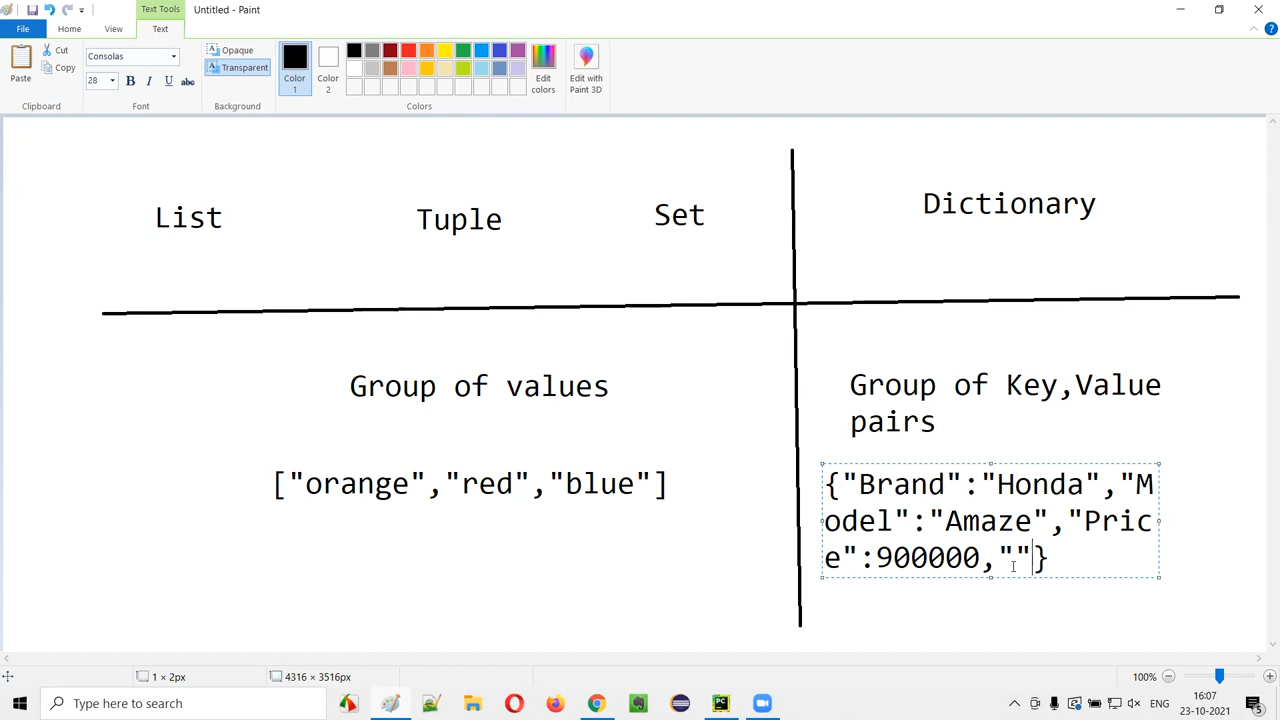 Text Tools
Untitled - Paint
File
Home
View
Text
Paste
Cut
Copy
Clipboard
Consolas
28
B I U abc
Font
Opaque
Transparent
Background
Color 1
Color 2
Edit colors
Colors
Edit with Paint 3D
List
Tuple
Set
Dictionary
Group of values
Group of Key,Value
pairs
["orange","red","blue"]
{"Brand":"Honda","M
odel":"Amaze","Pric
e":900000,""}
1 × 2px
4316 × 3516px
100%
Type here to search
PC
ENG
16:07
23-10-2021
5